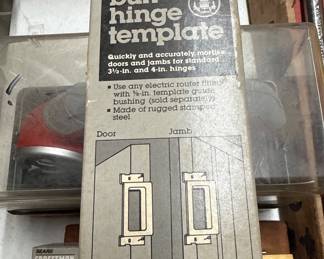 butt
hinge
template
Quickly and accurately mortise
doors and jambs for standard
3½-in. and 4-in. hinges
▪ Use any electric router fitted
with ⅝-in. template guide
bushing (sold separately)
▪ Made of rugged stamped
steel
Door Jamb
SEARS
CRAFTSMAN